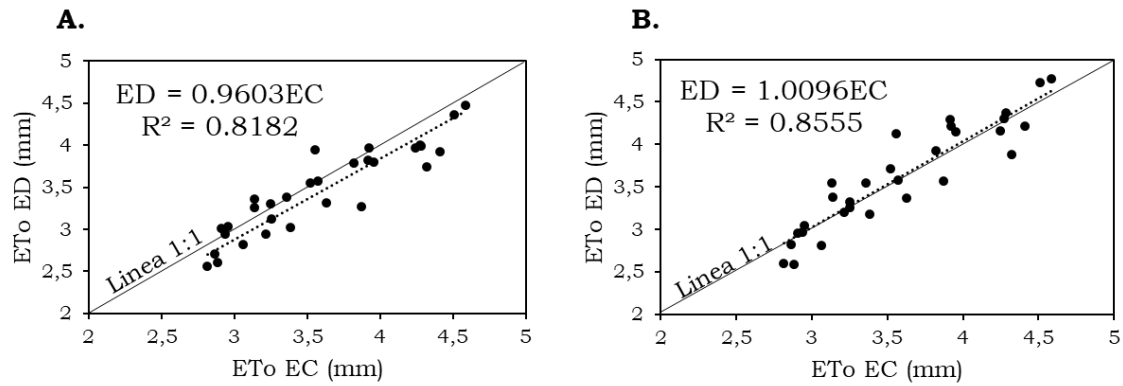 A.
ED = 0.9603EC
R² = 0.8182
ETo ED (mm)
5
4,5
4
3,5
3
2,5
2
Linea 1:1
2 2,5 3 3,5 4 4,5 5
ETo EC (mm)
B.
ED = 1.0096EC
R² = 0.8555
ETo ED (mm)
5
4,5
4
3,5
3
2,5
2
Linea 1:1
2 2,5 3 3,5 4 4,5 5
ETo EC (mm)